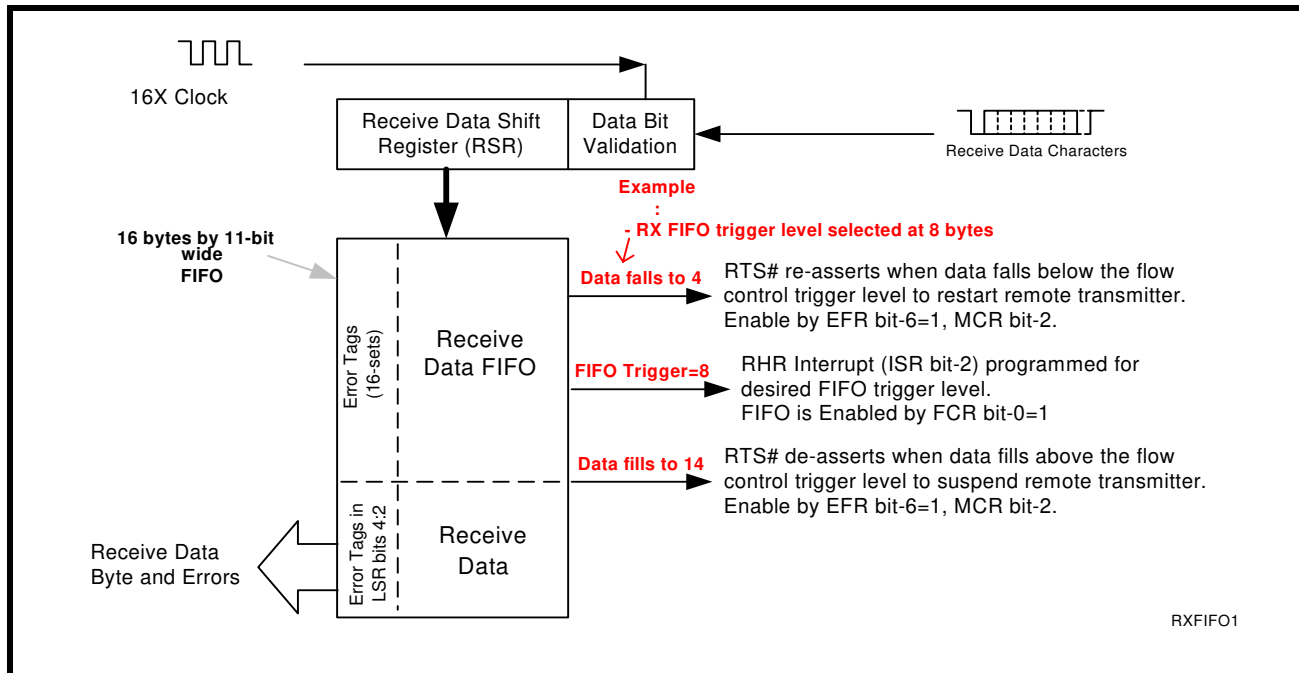 16X Clock
Receive Data Shift
Register (RSR)
Data Bit
Validation
Receive Data Characters
Example
:
- RX FIFO trigger level selected at 8 bytes
16 bytes by 11-bit
wide
FIFO
Data falls to 4
RTS# re-asserts when data falls below the flow
control trigger level to restart remote transmitter.
Enable by EFR bit-6=1, MCR bit-2.
Error Tags
(16-sets)
Receive
Data FIFO
FIFO Trigger=8
RHR Interrupt (ISR bit-2) programmed for
desired FIFO trigger level.
FIFO is Enabled by FCR bit-0=1
Data fills to 14
RTS# de-asserts when data fills above the flow
control trigger level to suspend remote transmitter.
Enable by EFR bit-6=1, MCR bit-2.
Receive Data
Byte and Errors
Error Tags in
LSR bits 4:2
Receive
Data
RXFIFO1